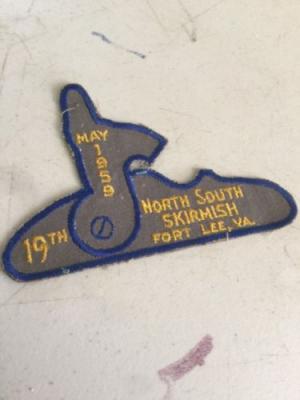 MAY
1959
19TH
NORTH SOUTH
SKIRMISH
FORT LEE, VA.